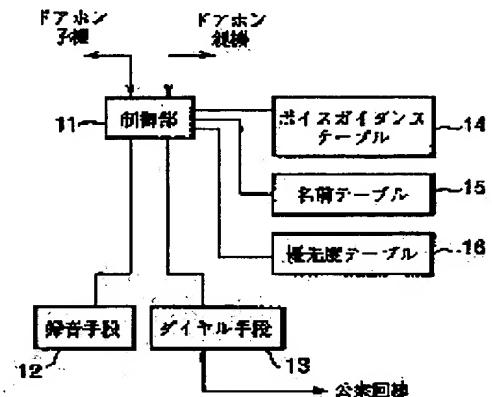 ドアホン
子機
ドアホン
親機
11
制御部
ボイスガイダンス
テーブル
14
名前テーブル
15
優先度テーブル
16
録音手段
12
ダイヤル手段
13
公衆回線